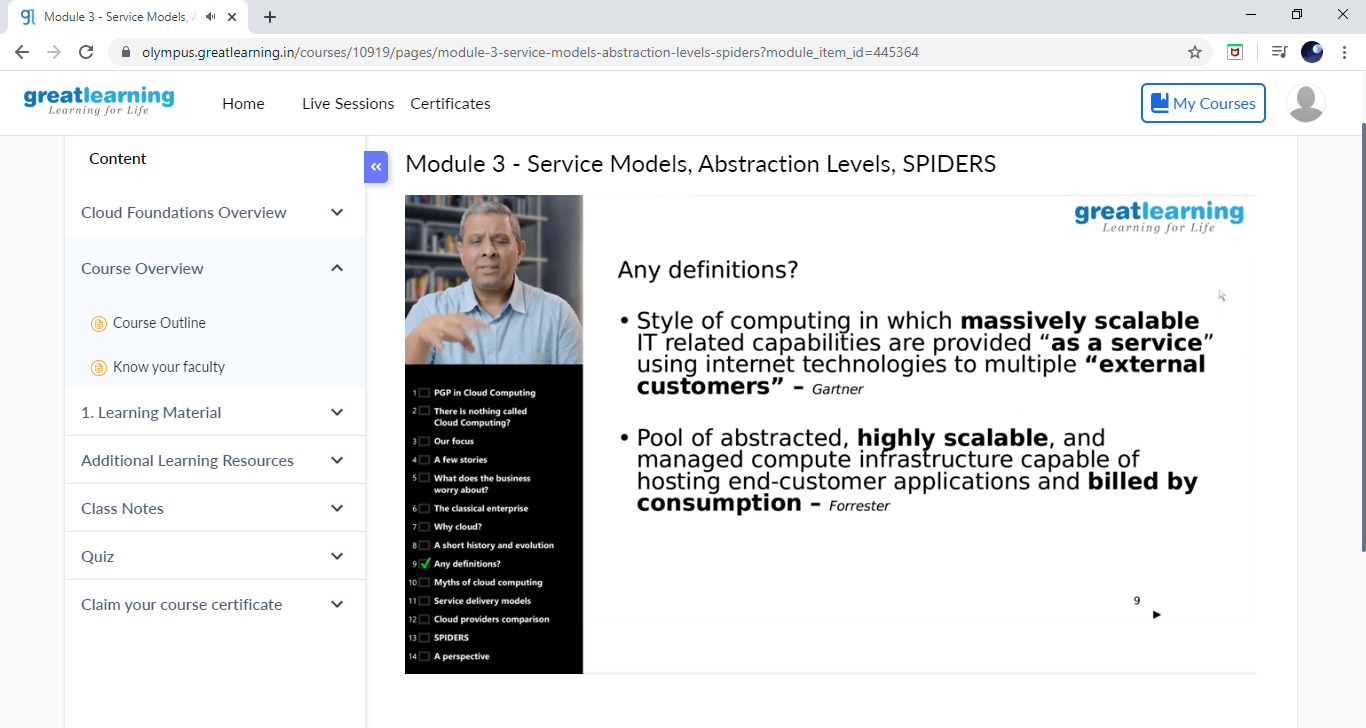 Module 3 - Service Models, A
olympus.greatlearning.in/courses/10919/pages/module-3-service-models-abstraction-levels-spiders?module_item_id=445364
greatlearning
Learning for Life
Home
Live Sessions
Certificates
My Courses
Content
Cloud Foundations Overview
Course Overview
Course Outline
Know your faculty
1. Learning Material
Additional Learning Resources
Class Notes
Quiz
Claim your course certificate
Module 3 - Service Models, Abstraction Levels, SPIDERS
1 PGP in Cloud Computing
2 There is nothing called
Cloud Computing?
3 Our focus
4 A few stories
5 What does the business
worry about?
6 The classical enterprise
7 Why cloud?
8 A short history and evolution
9 Any definitions?
10 Myths of cloud computing
11 Service delivery models
12 Cloud providers comparison
13 SPIDERS
14 A perspective
greatlearning
Learning for Life
Any definitions?
• Style of computing in which massively scalable
IT related capabilities are provided “as a service”
using internet technologies to multiple “external
customers” – Gartner
• Pool of abstracted, highly scalable, and
managed compute infrastructure capable of
hosting end-customer applications and billed by
consumption – Forrester
9